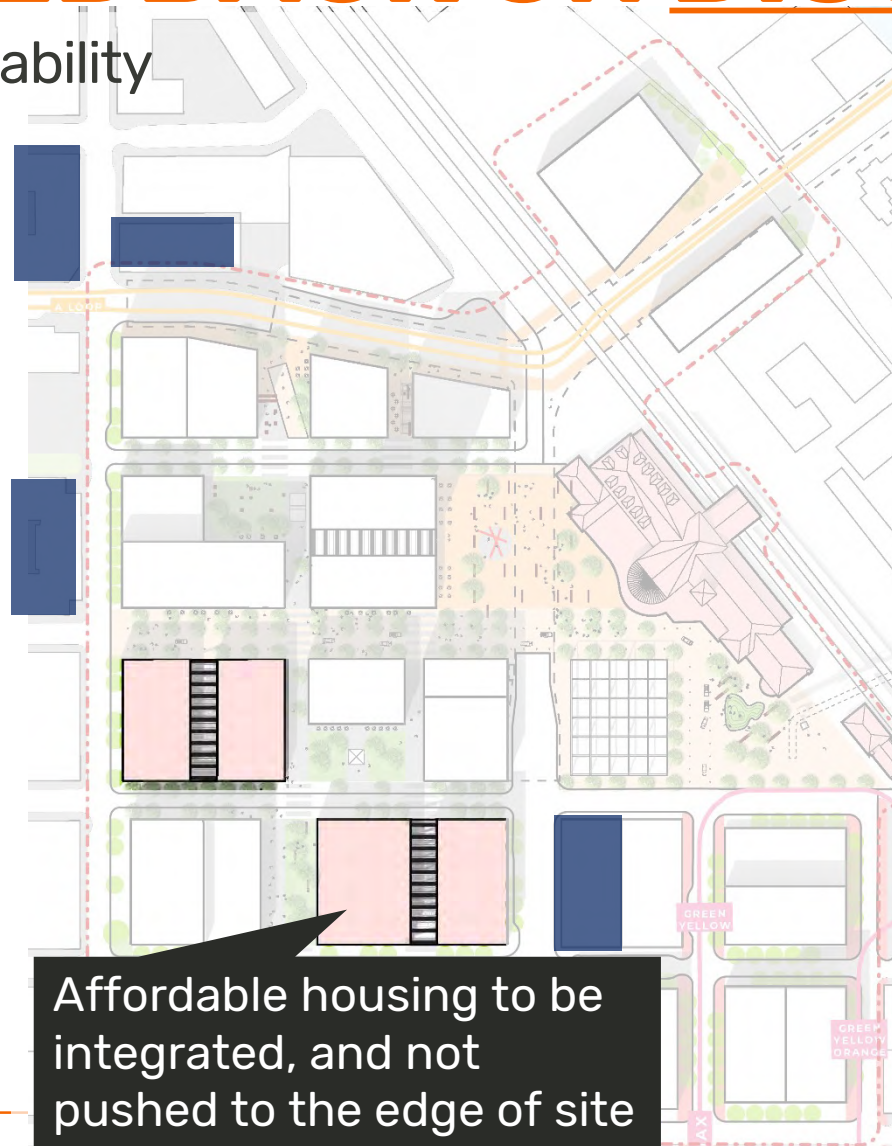 ability
A LOOP
GREEN
YELLOW
GREEN
YELLOW
ORANGE
Affordable housing to be
integrated, and not
pushed to the edge of site